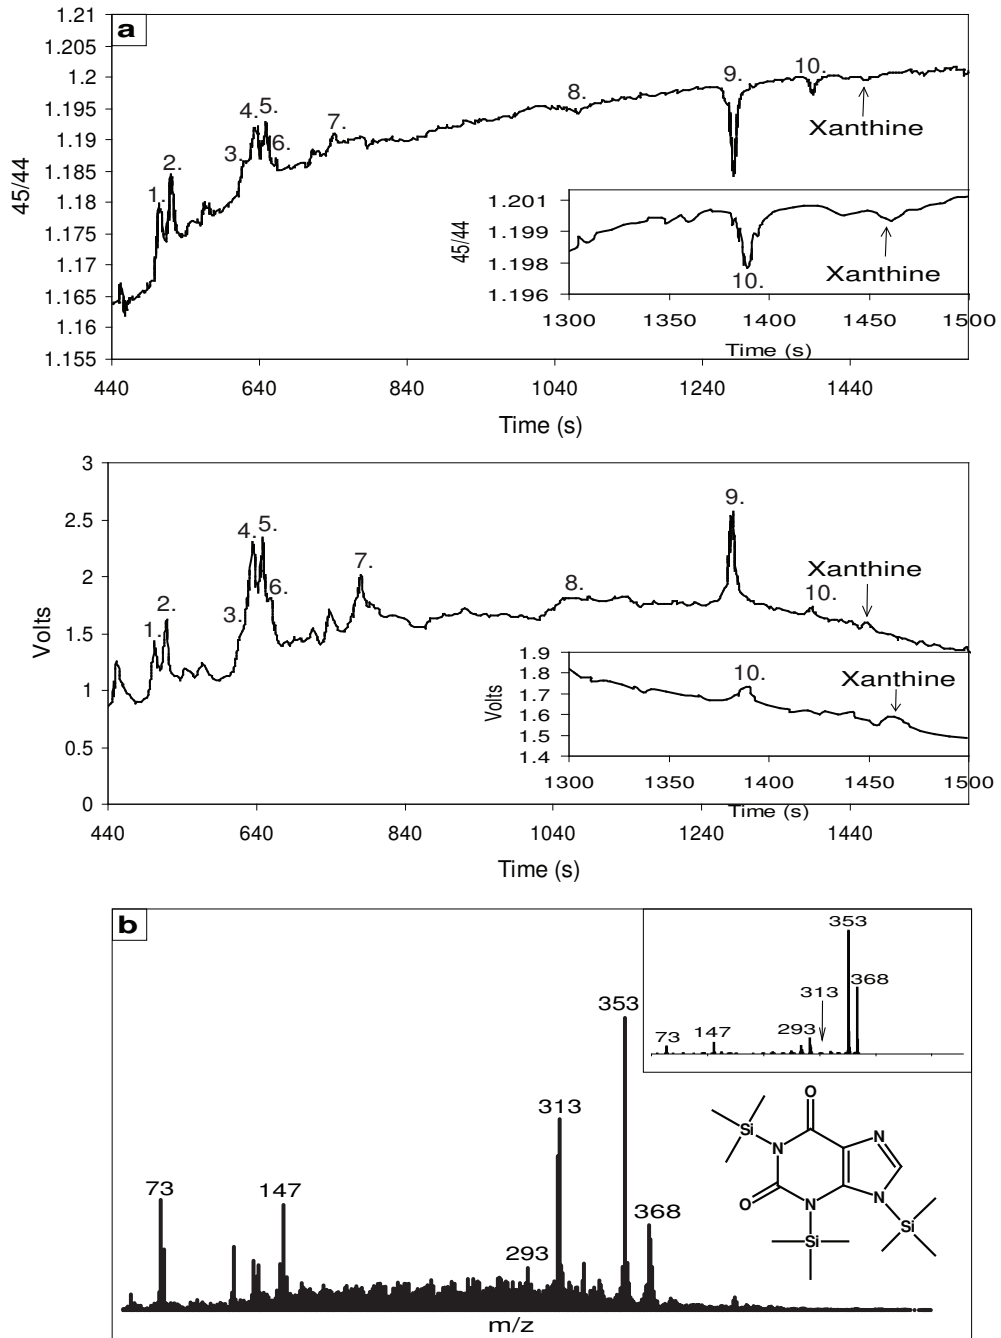 a
1.21
1.205
1.2
1.195
1.19
1.185
1.18
1.175
1.17
1.165
1.16
1.155
45/44
1.
2.
3.
4.
5.
6.
7.
8.
9.
10.
Xanthine
1.201
1.199
1.198
1.196
45/44
10.
Xanthine
1300 1350 1400 1450 1500
Time (s)
440 640 840 1040 1240 1440
Time (s)
3
2.5
2
1.5
1
0.5
0
Volts
1.
2.
3.
4.
5.
6.
7.
8.
9.
10.
Xanthine
1.9
1.8
1.7
1.6
1.5
1.4
Volts
10.
Xanthine
1300 1350 1400 1450 1500
Time (s)
440 640 840 1040 1240 1440
Time (s)
b
73
147
293
313
353
368
m/z
73
147
293
313
353
368
O
Si
N
N
O
N
N
Si
Si